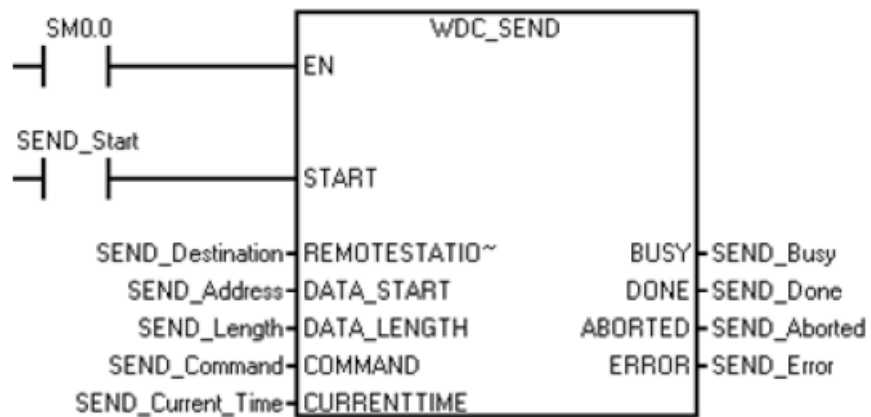 SM0.0 WDC_SEND
EN
SEND_Start
START
SEND_Destination REMOTESTATIO~ BUSY SEND_Busy
SEND_Address DATA_START DONE SEND_Done
SEND_Length DATA_LENGTH ABORTED SEND_Aborted
SEND_Command COMMAND ERROR SEND_Error
SEND_Current_Time CURRENTTIME